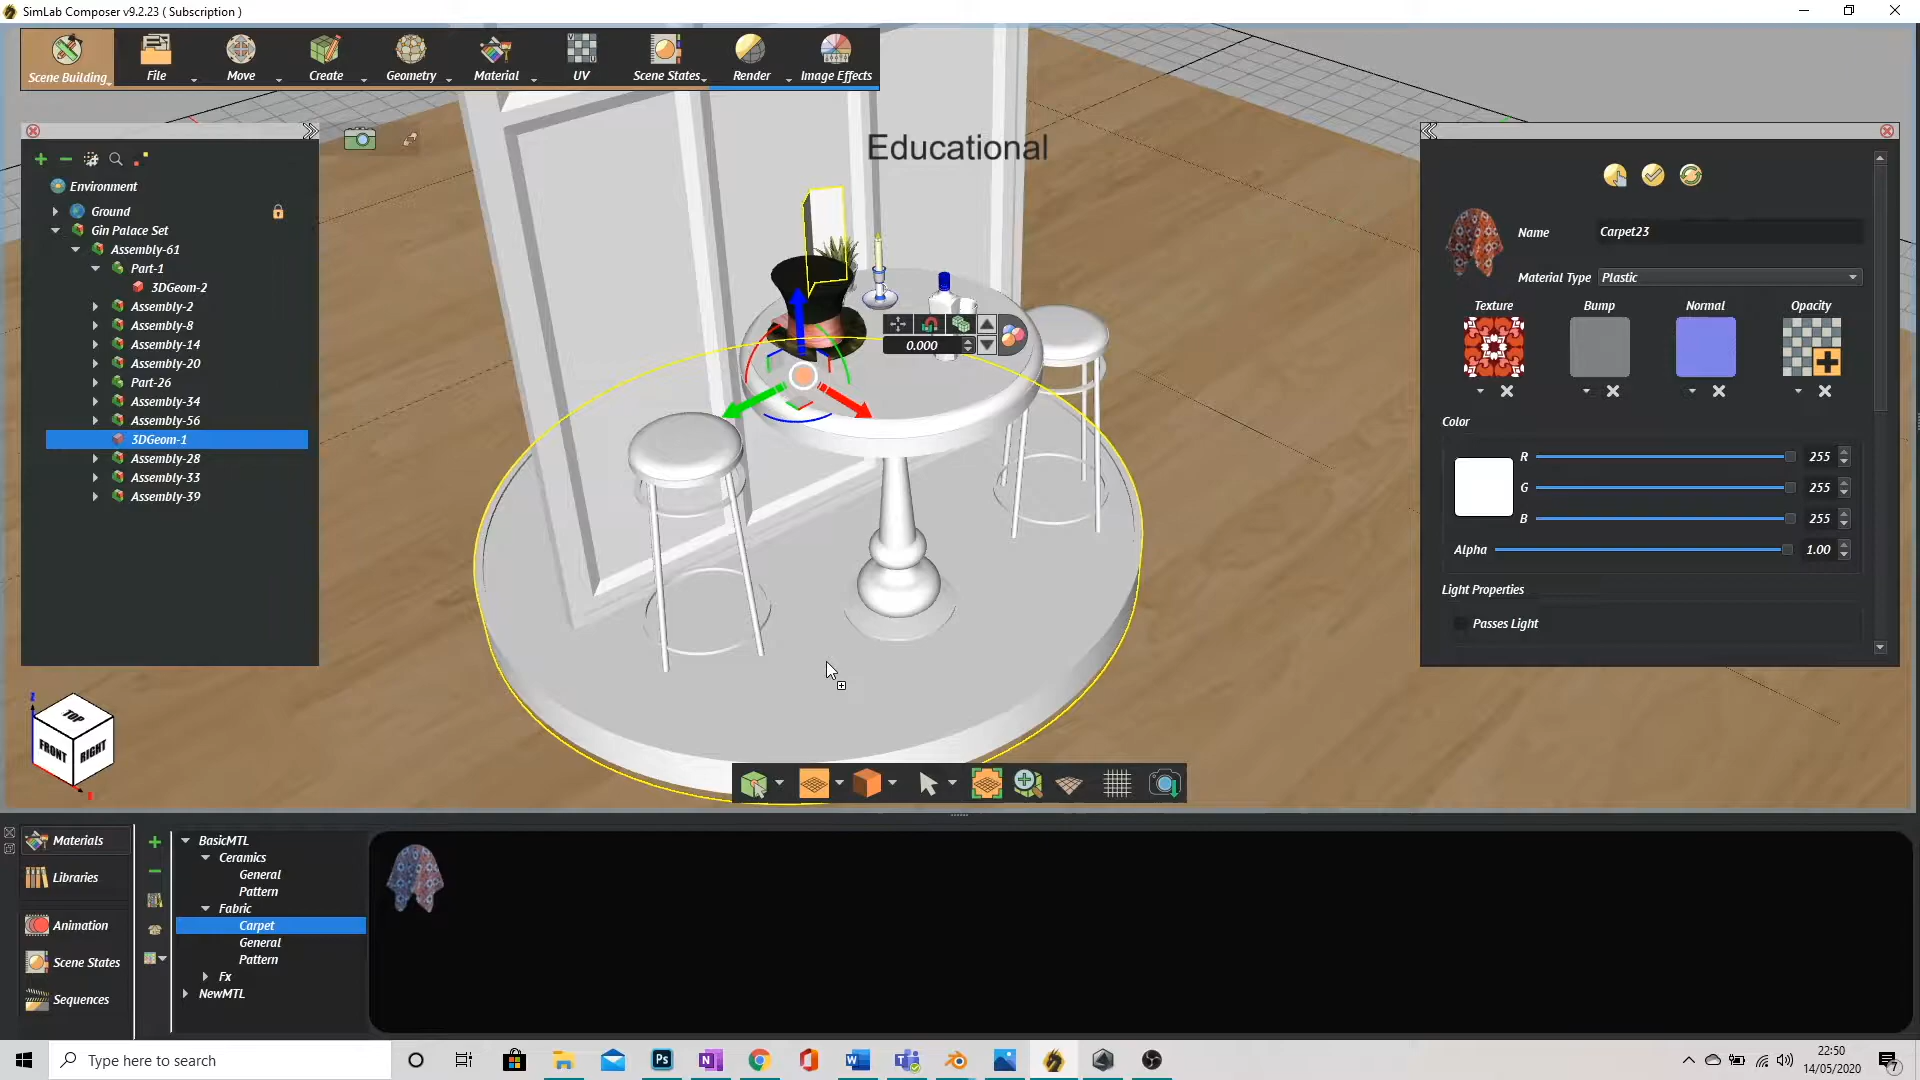 SimLab Composer v9.2.23 ( Subscription )
Scene Building
File
Move
Create
Geometry
Material
UV
Scene States
Render
Image Effects
Educational
Environment
Ground
Gin Palace Set
Assembly-61
Part-1
3DGeom-2
Assembly-2
Assembly-8
Assembly-14
Assembly-20
Part-26
Assembly-34
Assembly-56
3DGeom-1
Assembly-28
Assembly-33
Assembly-39
0.000
Name Carpet23
Material Type Plastic
Texture Bump Normal Opacity
Color
R 255
G 255
B 255
Alpha 1.00
Light Properties
Passes Light
TOP
FRONT
RIGHT
Materials
Libraries
Animation
Scene States
Sequences
BasicMTL
Ceramics
General
Pattern
Fabric
Carpet
General
Pattern
Fx
NewMTL
Type here to search
22:50
14/05/2020
7